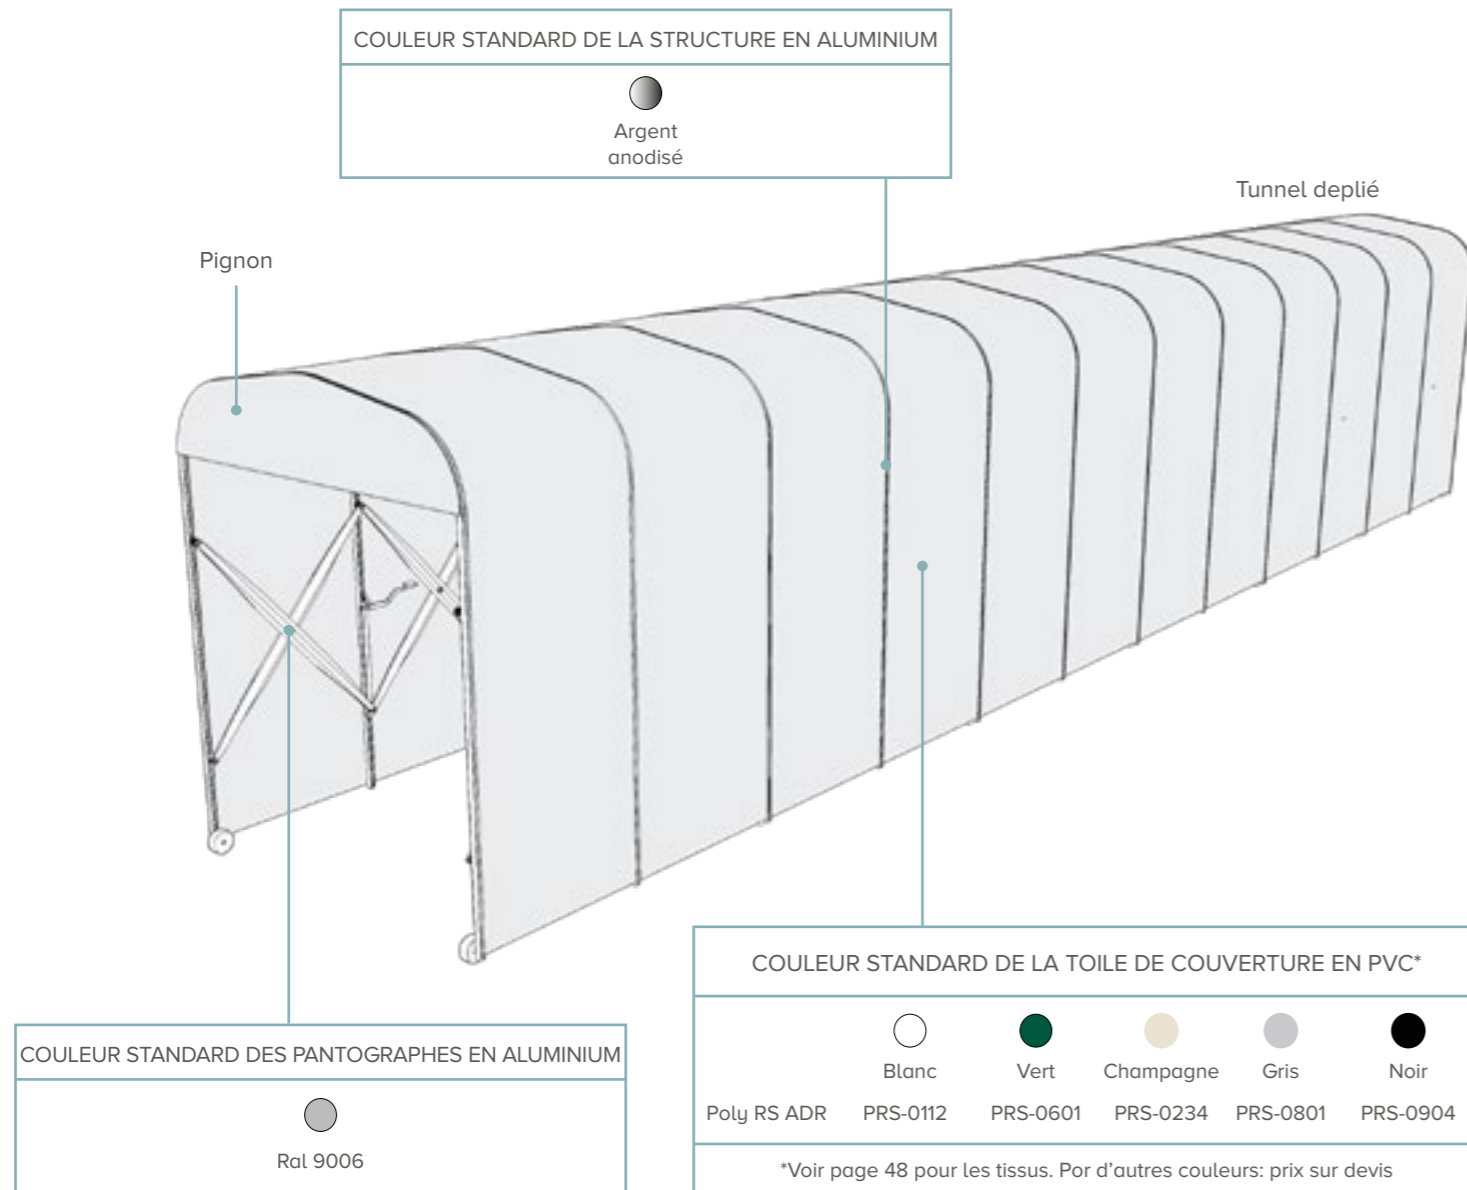 COULEUR STANDARD DE LA STRUCTURE EN ALUMINIUM
Argent
anodisé
Tunnel deplié
Pignon
COULEUR STANDARD DES PANTOGRAPHES EN ALUMINIUM
Ral 9006
COULEUR STANDARD DE LA TOILE DE COUVERTURE EN PVC*
Blanc Vert Champagne Gris Noir
Poly RS ADR PRS-0112 PRS-0601 PRS-0234 PRS-0801 PRS-0904
*Voir page 48 pour les tissus. Por d'autres couleurs: prix sur devis